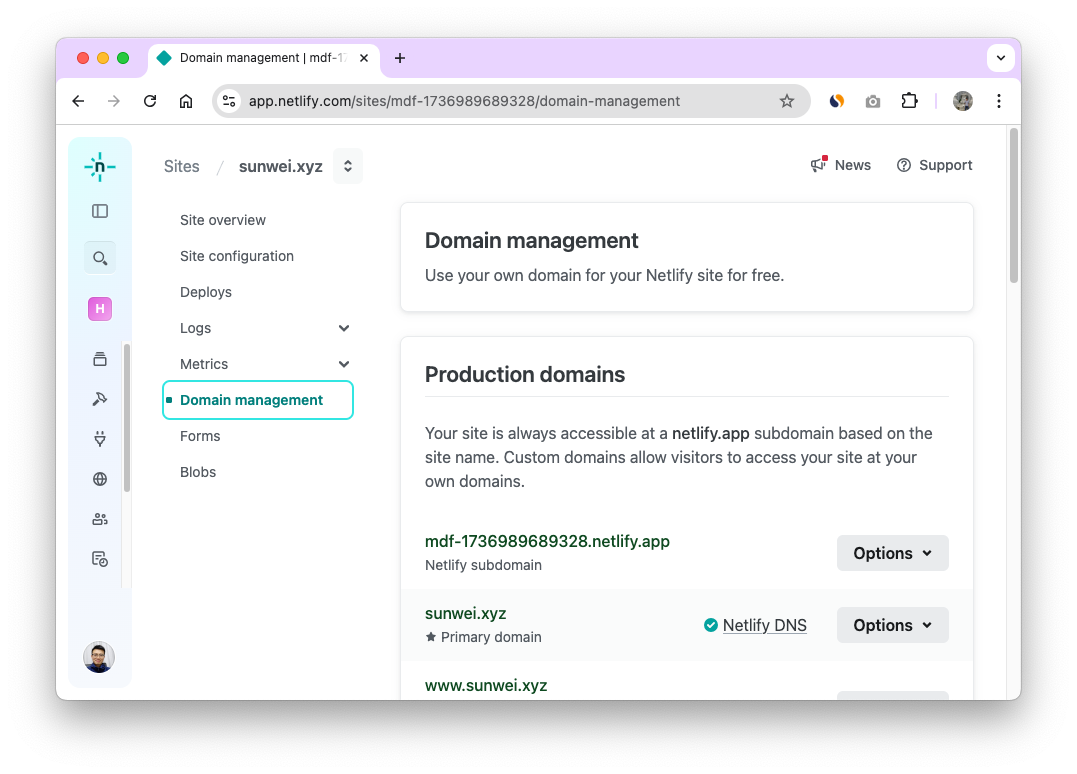 Domain management | mdf-17
app.netlify.com/sites/mdf-1736989689328/domain-management
n
Sites / sunwei.xyz
News
Support
H
Site overview
Site configuration
Deploys
Logs
Metrics
Domain management
Forms
Blobs
Domain management
Use your own domain for your Netlify site for free.
Production domains
Your site is always accessible at a netlify.app subdomain based on the
site name. Custom domains allow visitors to access your site at your
own domains.
mdf-1736989689328.netlify.app
Netlify subdomain
Options
sunwei.xyz
Primary domain
Netlify DNS
Options
www.sunwei.xyz